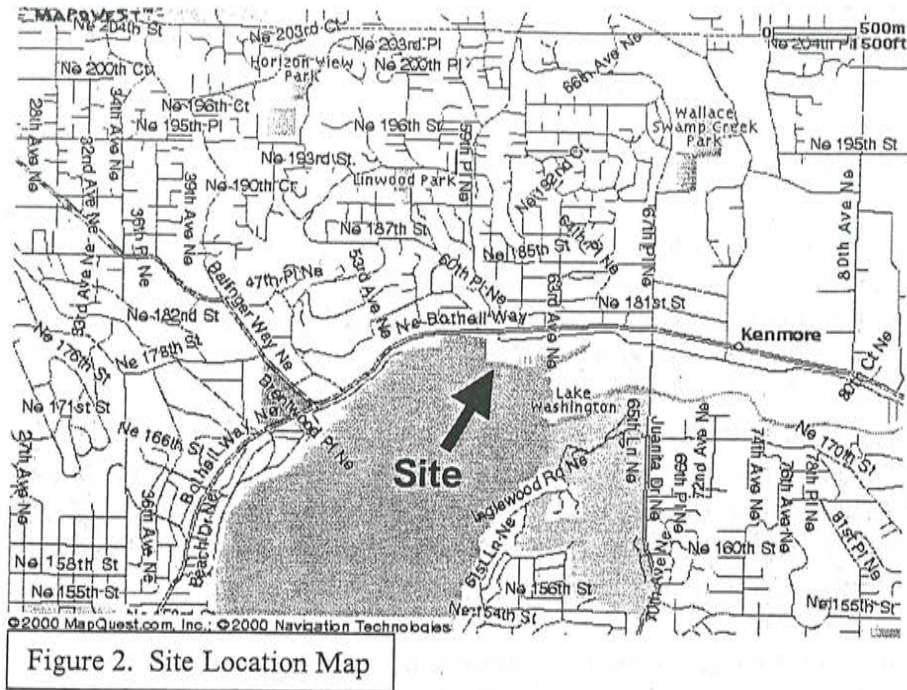 MAPQUEST
Ne 204th St
Ne 203rd Ct
Ne 203rd Pl
0
500m
1500ft
Ne 204th Pl
Ne 200th Ct
Horizon View
Park
Ne 200th Pl
66th Ave Ne
28th Ave Ne
34th Ave Ne
Ne 196th Ct
Ne 195th Pl
Ne 196th St
55th Pl Ne
Wallace
Swamp Creek
Park
Ne 195th St
32nd Ave Ne
39th Ave Ne
Ne 193rd St
Ne 190th Ct
Linwood Park
Ne 192nd Ct
64th Pl Ne
67th Pl Ne
80th Ave Ne
33rd Ave Ne
36th Pl Ne
Ne 187th St
Ne 185th St
Ballinger Way Ne
47th Pl Ne
53rd Ave Ne
60th Pl Ne
63rd Ave Ne
Ne 181st St
Ne 182nd St
Ne Bothell Way
Kenmore
Ne 178th St
Ne 176th St
80th Ct Ne
Brentwood Pl Ne
Lake
Washington
Ne 171st St
Ne 166th St
Bothell Way Ne
65th Ln Ne
Juanita Dr Ne
69th Pl Ne
72nd Ave Ne
74th Ave Ne
76th Ave Ne
78th Pl Ne
Ne 170th St
27th Ave Ne
Site
Inglewood Rd Ne
36th Ave Ne
Beach Dr Ne
61st Ln Ne
81st Pl Ne
Ne 160th St
Ne 158th St
Ne 155th St
Ne 156th St
Ne 154th St
70th Ave Ne
Ne 155th St
©2000 MapQuest.com, Inc.; ©2000 Navigation Technologies
Figure 2. Site Location Map